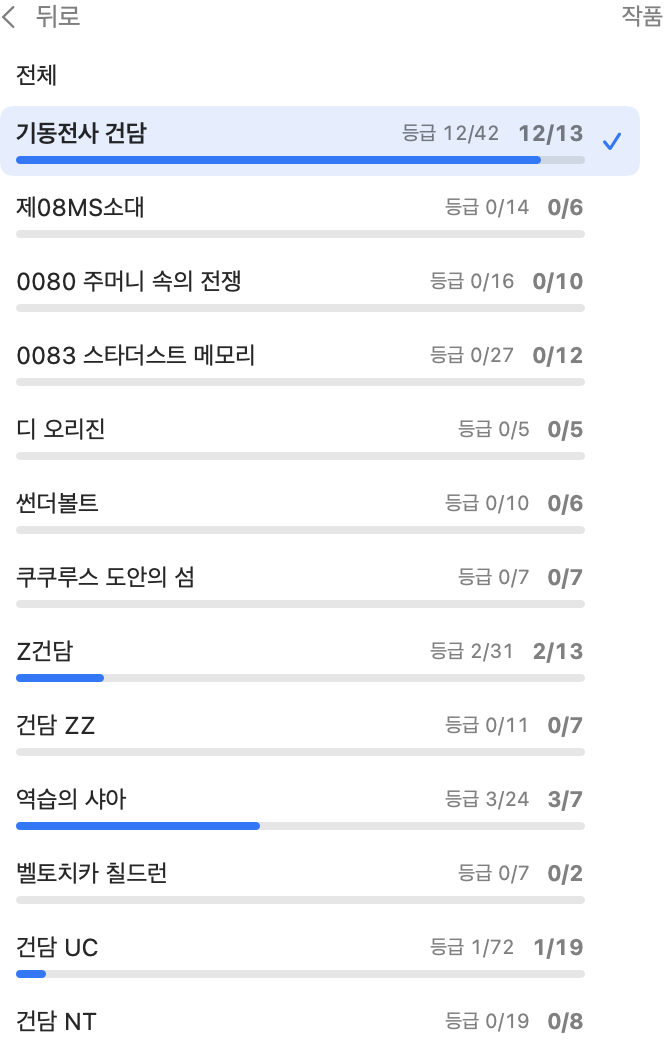 뒤로 작품
전체
기동전사 건담 등급 12/42 12/13
제08MS소대 등급 0/14 0/6
0080 주머니 속의 전쟁 등급 0/16 0/10
0083 스타더스트 메모리 등급 0/27 0/12
디 오리진 등급 0/5 0/5
썬더볼트 등급 0/10 0/6
쿠쿠루스 도안의 섬 등급 0/7 0/7
Z건담 등급 2/31 2/13
건담 ZZ 등급 0/11 0/7
역습의 샤아 등급 3/24 3/7
벨토치카 칠드런 등급 0/7 0/2
건담 UC 등급 1/72 1/19
건담 NT 등급 0/19 0/8